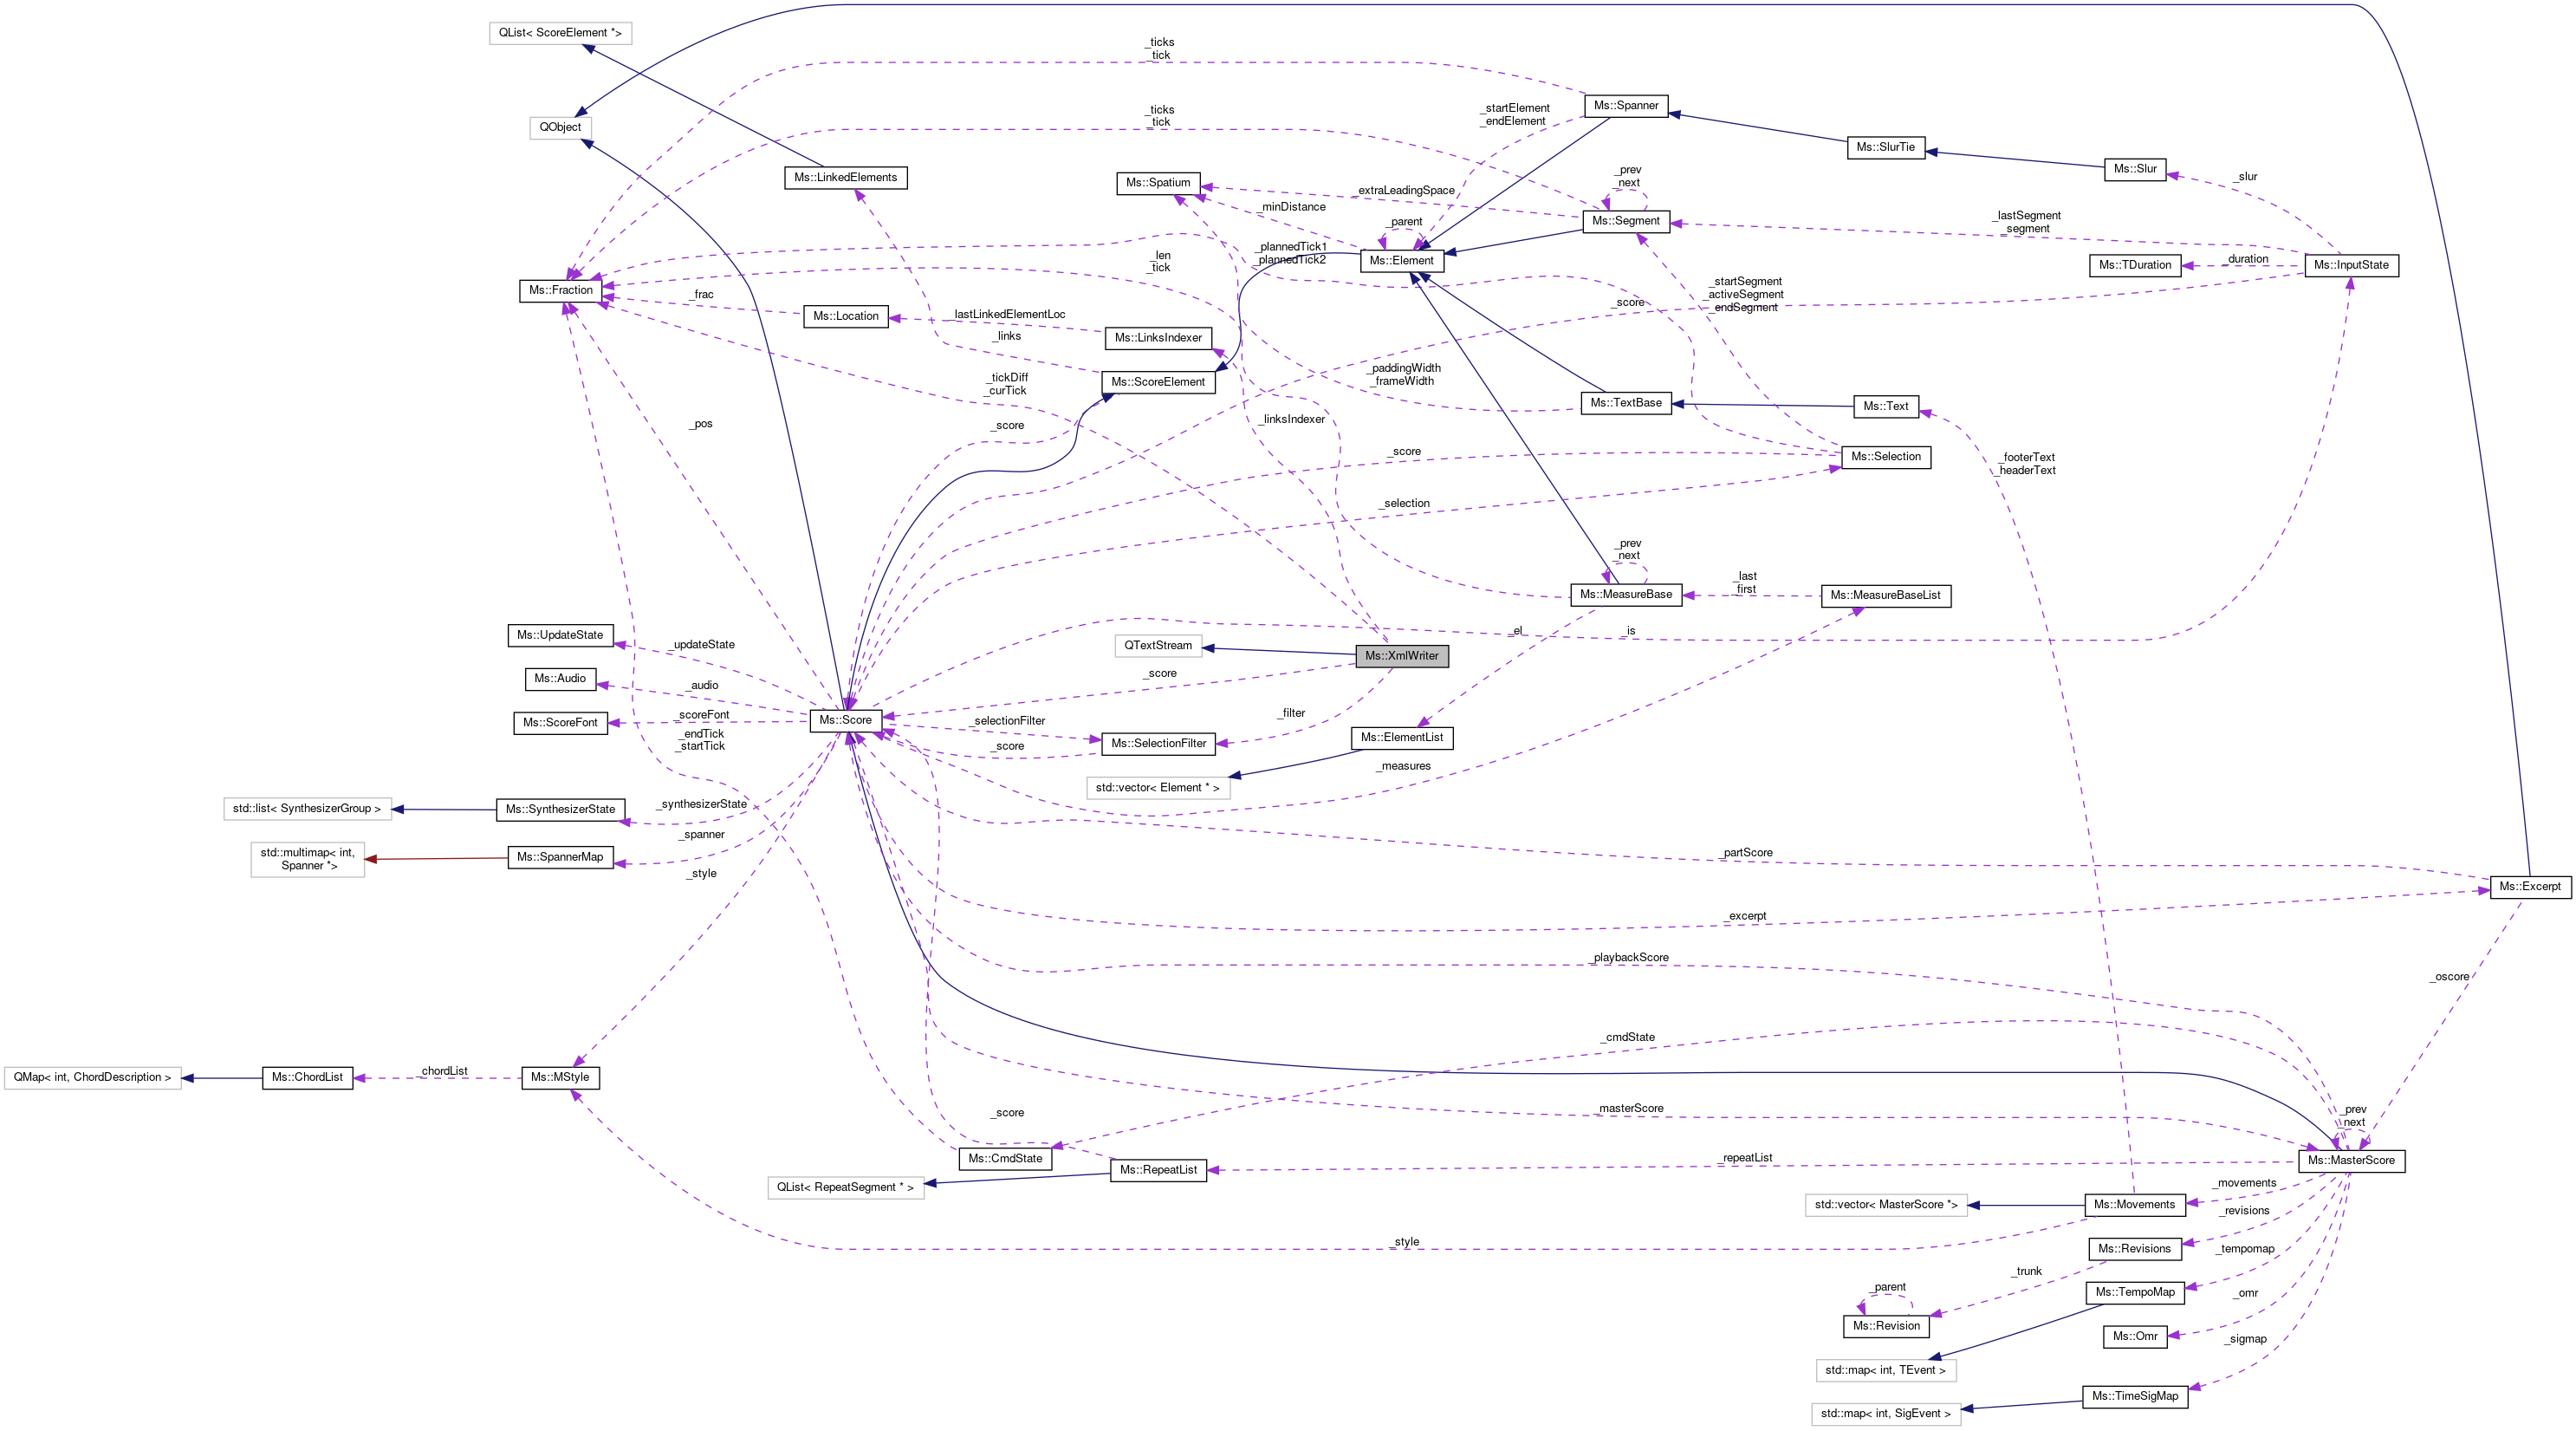 QList< ScoreElement *>
_ticks
_tick
Ms::Spanner
_startElement
_endElement
_ticks
_tick
QObject
Ms::SlurTie
Ms::LinkedElements
Ms::Spatium
_extraLeadingSpace
_prev
_next
Ms::Slur
_slur
_minDistance
_parent
Ms::Segment
_lastSegment
_segment
_plannedTick1
_plannedTick2
Ms::Element
_len
_tick
Ms::TDuration
_duration
Ms::InputState
Ms::Fraction
_frac
Ms::Location
_lastLinkedElementLoc
_score
_startSegment
_activeSegment
_endSegment
_links
Ms::LinksIndexer
_tickDiff
_curTick
Ms::ScoreElement
_paddingWidth
_frameWidth
Ms::TextBase
Ms::Text
_pos
_score
_linksIndexer
_score
Ms::Selection
_footerText
_headerText
_selection
_prev
_next
Ms::MeasureBase
_last
_first
Ms::MeasureBaseList
Ms::UpdateState
_updateState
QTextStream
Ms::XmlWriter
_el
_is
Ms::Audio
_audio
_score
Ms::ScoreFont
_scoreFont
Ms::Score
_selectionFilter
_filter
_endTick
_startTick
_score
Ms::SelectionFilter
Ms::ElementList
_measures
std::vector< Element * >
std::list< SynthesizerGroup >
Ms::SynthesizerState
_synthesizerState
_spanner
std::multimap< int,
Spanner *>
Ms::SpannerMap
_style
_partScore
Ms::Excerpt
_excerpt
_playbackScore
_oscore
_cmdState
QMap< int, ChordDescription >
Ms::ChordList
_chordList
Ms::MStyle
_score
_masterScore
_prev
_next
Ms::CmdState
Ms::RepeatList
_repeatList
Ms::MasterScore
QList< RepeatSegment * >
_movements
std::vector< MasterScore *>
Ms::Movements
_revisions
_style
Ms::Revisions
_tempomap
_trunk
_parent
Ms::TempoMap
_omr
Ms::Revision
Ms::Omr
_sigmap
std::map< int, TEvent >
Ms::TimeSigMap
std::map< int, SigEvent >